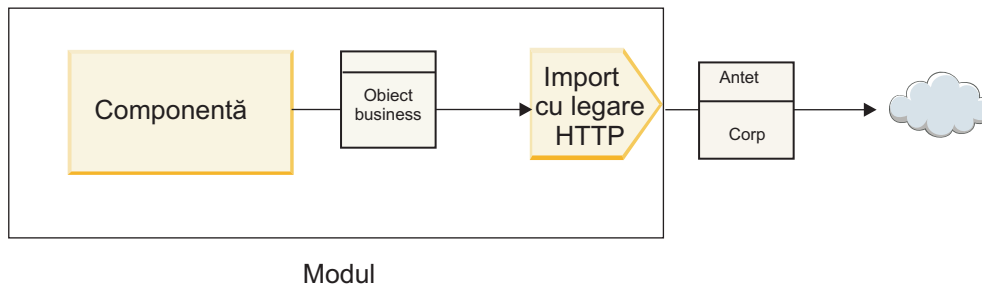 Componentă
Obiect
business
Import
cu legare
HTTP
Antet
Corp
Modul